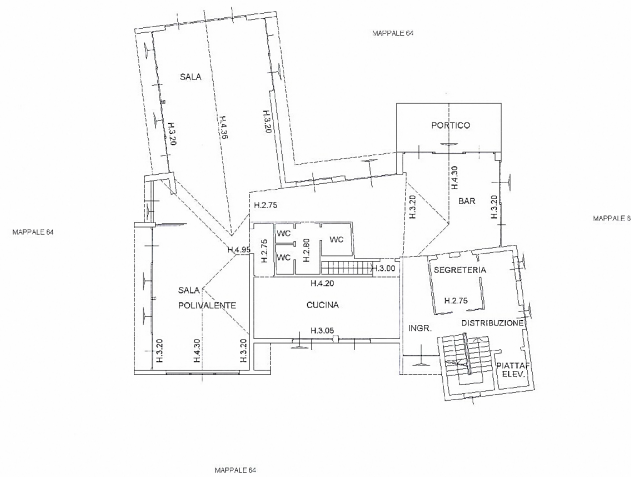 MAPPALE 64
SALA
H.3.20
H.4.36
H.3.20
PORTICO
H.4.30
H.3.20
BAR
H.3.20
H.2.75
MAPPALE 64
MAPPALE 6
WC
WC
WC
H.2.75
H.2.80
H.4.95
H.3.00
SEGRETERIA
H.4.20
SALA
POLIVALENTE
CUCINA
H.2.75
INGR.
DISTRIBUZIONE
H.3.05
H.3.20
H.4.30
H.3.20
PIATTAF
ELEV.
MAPPALE 64